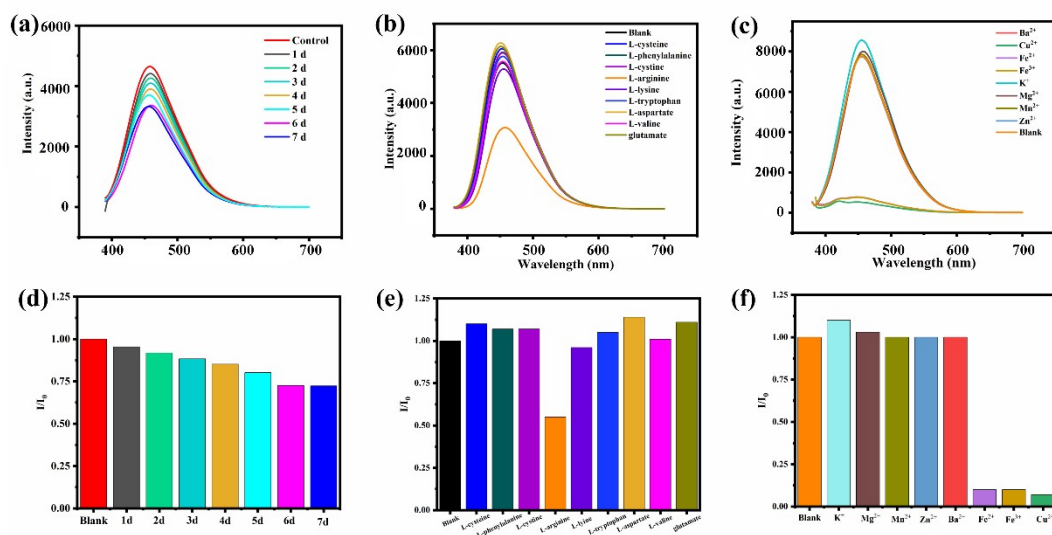 (a)
Intensity (a.u.)
6000
4000
2000
0
400
500
600
700
Wavelength (nm)
Control
1 d
2 d
3 d
4 d
5 d
6 d
7 d
(b)
Intensity (a.u.)
6000
4000
2000
0
400
500
600
700
Wavelength (nm)
Blank
L-cysteine
L-phenylalanine
L-cystine
L-arginine
L-lysine
L-tryptophan
L-aspartate
L-valine
glutamate
(c)
Intensity (a.u.)
8000
6000
4000
2000
0
400
500
600
700
Wavelength (nm)
Ba²⁺
Cu²⁺
Fe²⁺
Fe³⁺
K⁺
Mg²⁺
Mn²⁺
Zn²⁺
Blank
(d)
I/I₀
1.25
1.00
0.75
0.50
0.25
0.00
Blank 1d 2d 3d 4d 5d 6d 7d
(e)
I/I₀
1.25
1.00
0.75
0.50
0.25
0.00
Blank L-cysteine L-phenylalanine L-cystine L-arginine L-lyine L-tryptophan L-aspartate L-valine glutamate
(f)
I/I₀
1.25
1.00
0.75
0.50
0.25
0.00
Blank K⁺ Mg²⁺ Mn²⁺ Zn²⁺ Ba²⁺ Fe²⁺ Fe³⁺ Cu²⁺